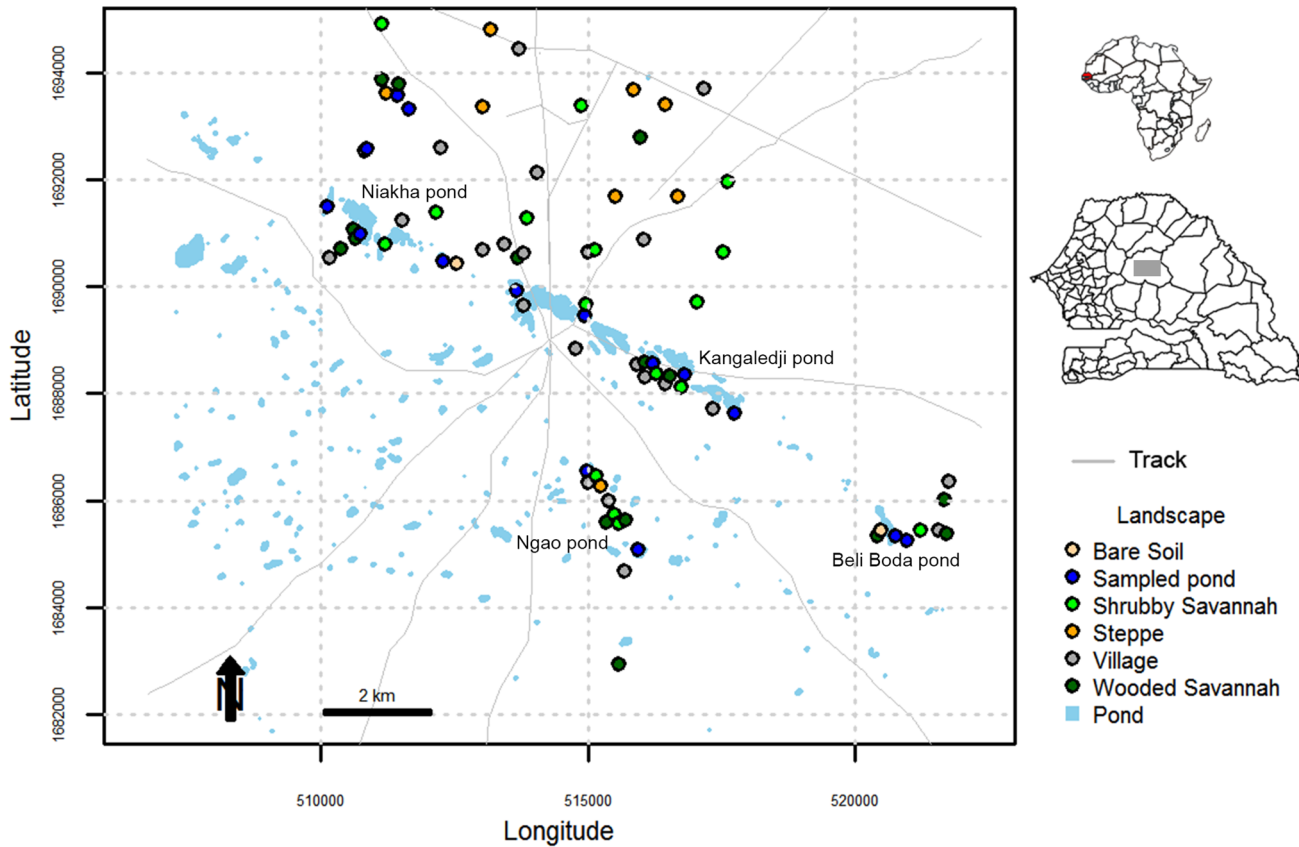 1694000
1692000
1690000
1688000
1686000
1684000
1682000
Latitude
Niakha pond
Kangaledji pond
Ngao pond
Beli Boda pond
N
2 km
510000
515000
520000
Longitude
Track
Landscape
Bare Soil
Sampled pond
Shrubby Savannah
Steppe
Village
Wooded Savannah
Pond